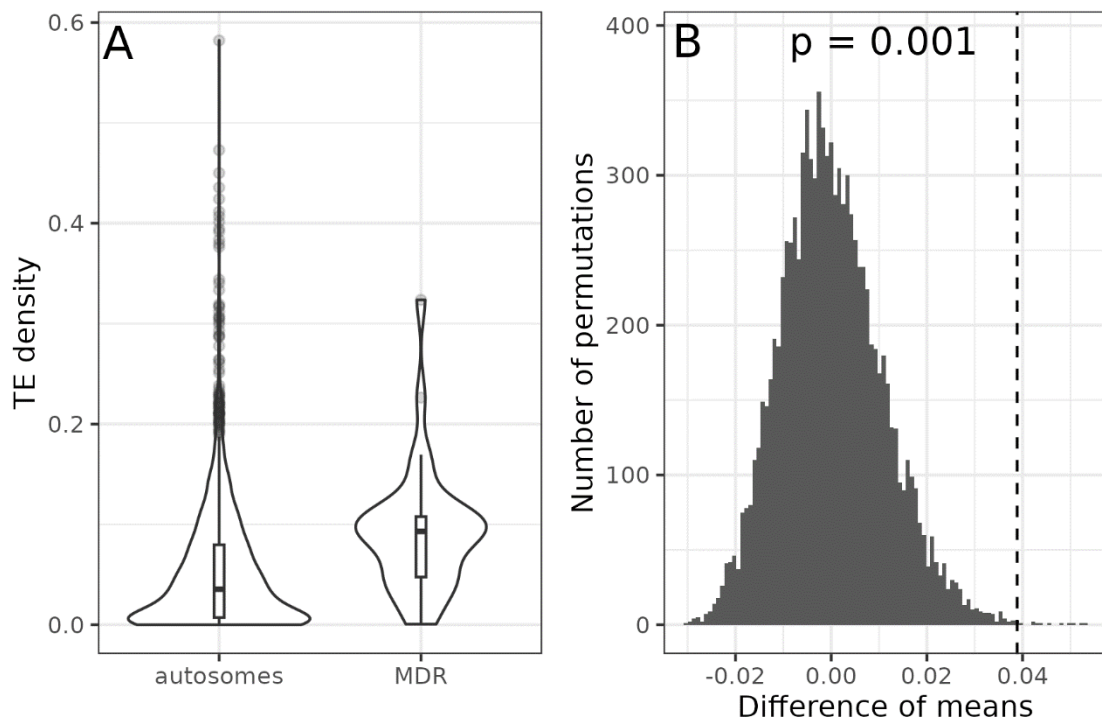 A
TE density
0.6
0.4
0.2
0.0
autosomes
MDR
B
p = 0.001
Number of permutations
400
300
200
100
0
-0.02
0.00
0.02
0.04
Difference of means